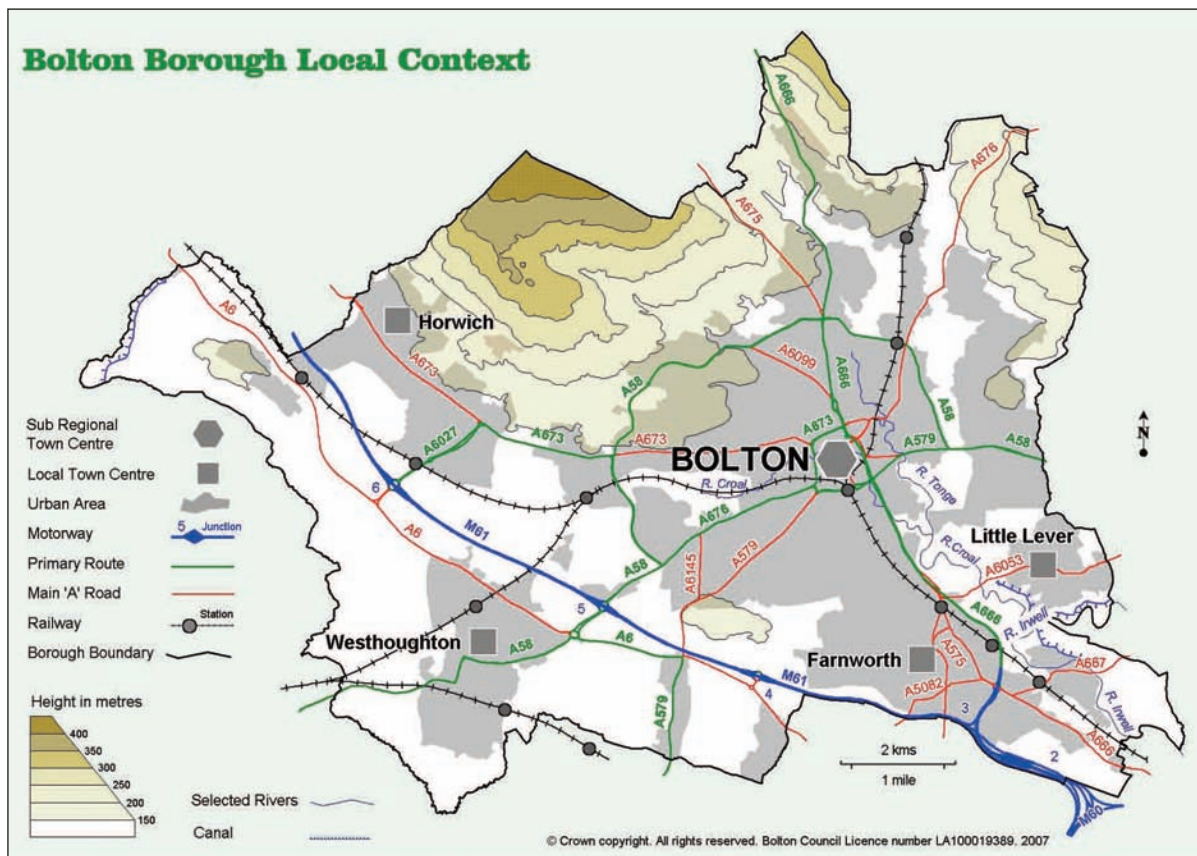 Bolton Borough Local Context
A666
A676
A675
A6
Horwich
A673
A6099
A666
A58
A58
A673
A673
A673
A579
A58
A6027
BOLTON
R. Croal
R. Tonge
6
M61
A6
A676
A579
A6145
A58
R.Croal
Little Lever
A6053
5
Westhoughton
A58
A6
A666
R. Irwell
Farnworth
A575
A667
A5082
M61
4
A579
3
R. Irwell
A666
2
M60
N
Sub Regional
Town Centre
Local Town Centre
Urban Area
Motorway
5 Junction
Primary Route
Main 'A' Road
Railway
Station
Borough Boundary
Height in metres
400
350
300
250
200
150
Selected Rivers
Canal
2 kms
1 mile
© Crown copyright. All rights reserved. Bolton Council Licence number LA100019389. 2007